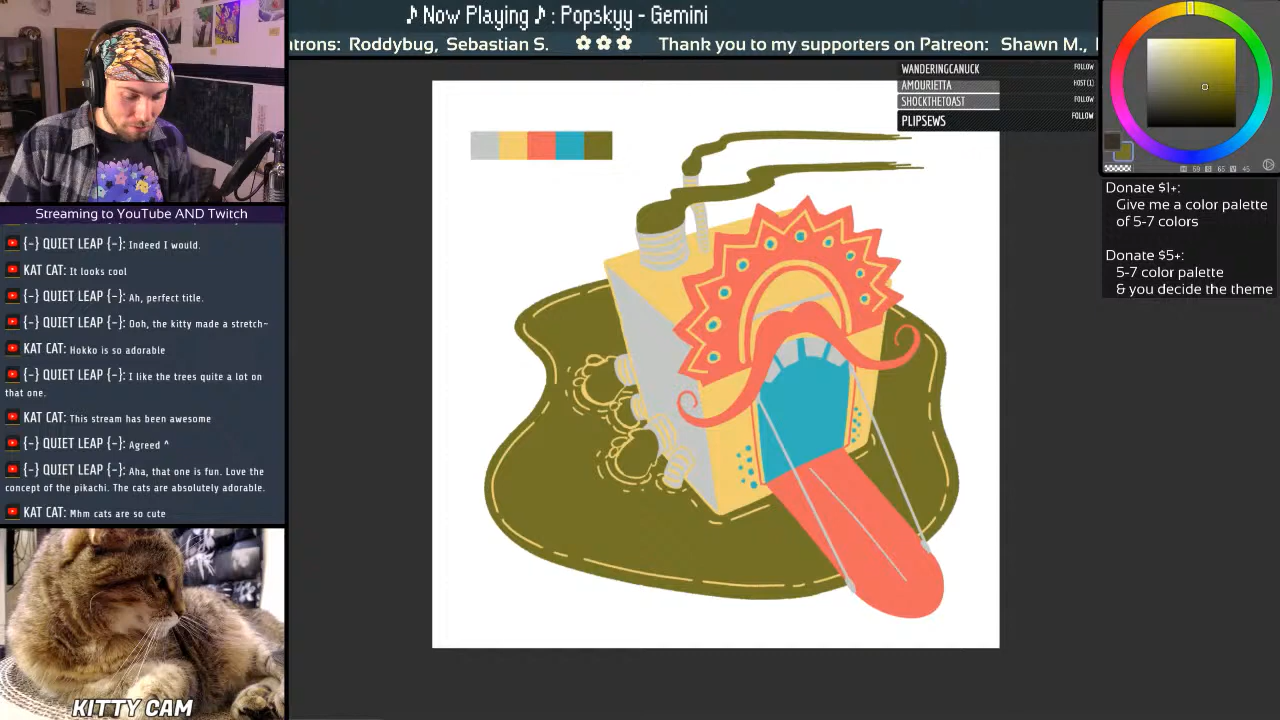 ♪ Now Playing ♪ : Popskyy - Gemini
atrons: Roddybug, Sebastian S. ✿ ✿ ✿ Thank you to my supporters on Patreon: Shawn M.,
WANDERINGCANUCK FOLLOW
AMOURIETTA HOST(1)
SHOCKTHETOAST FOLLOW
PLIPSEWS FOLLOW
Donate $1+:
Give me a color palette
of 5-7 colors
Donate $5+:
5-7 color palette
& you decide the theme
Streaming to YouTube AND Twitch
{-} QUIET LEAP {-}: Indeed I would.
KAT CAT: It looks cool
{-} QUIET LEAP {-}: Ah, perfect title.
{-} QUIET LEAP {-}: Ooh, the kitty made a stretch~
KAT CAT: Hokko is so adorable
{-} QUIET LEAP {-}: I like the trees quite a lot on
that one.
KAT CAT: This stream has been awesome
{-} QUIET LEAP {-}: Agreed ^
{-} QUIET LEAP {-}: Aha, that one is fun. Love the
concept of the pikachi. The cats are absolutely adorable.
KAT CAT: Mhm cats are so cute
KITTY CAM